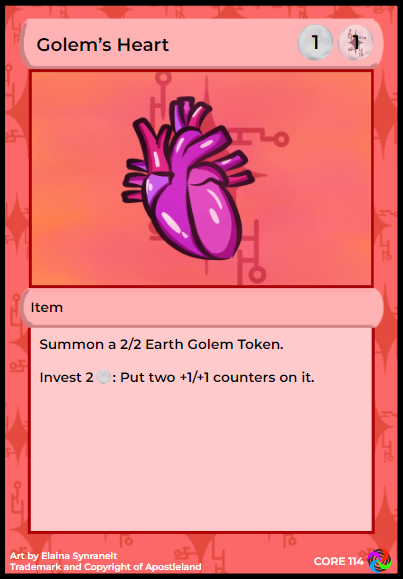 Golem's Heart 1 1
Item
Summon a 2/2 Earth Golem Token.
Invest 2 : Put two +1/+1 counters on it.
Art by Elaina Synranelt
Trademark and Copyright of Apostleland
CORE 114